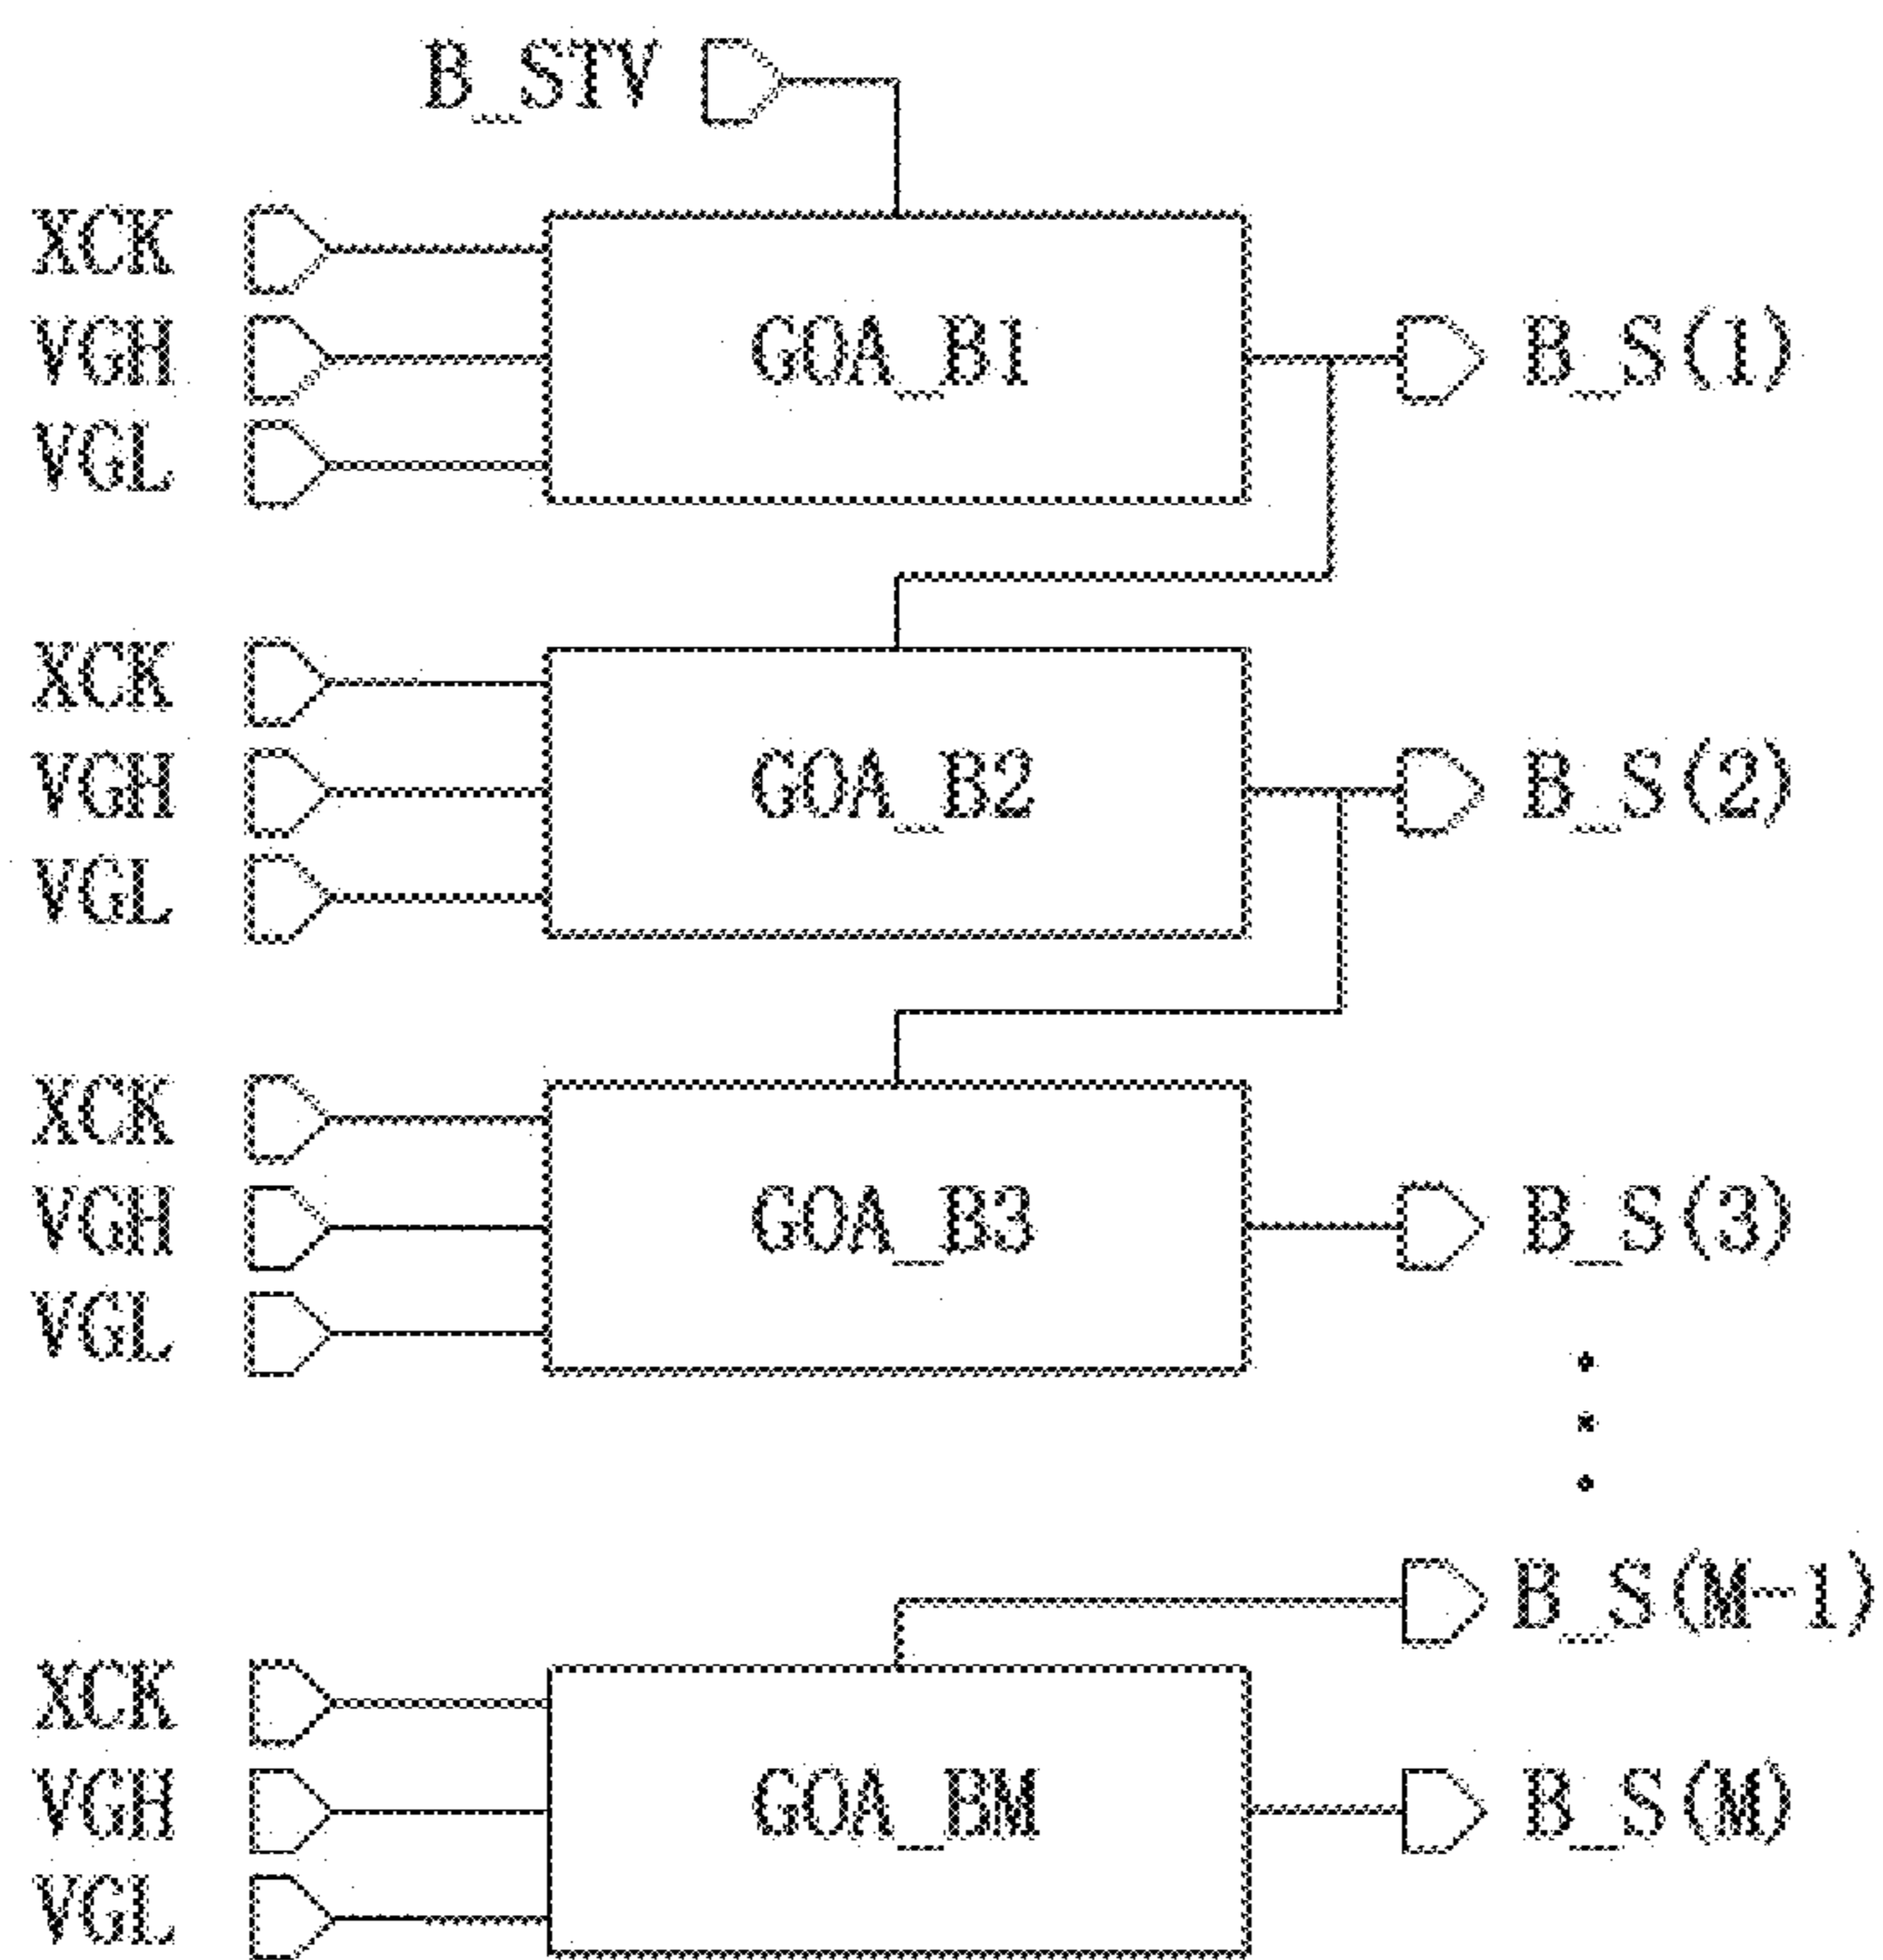 B_STV
XCK
VGH GOA_B1 B_S(1)
VGL
XCK
VGH GOA_B2 B_S(2)
VGL
XCK
VGH GOA_B3 B_S(3)
VGL
B_S(M-1)
XCK
VGH GOA_BM B_S(M)
VGL